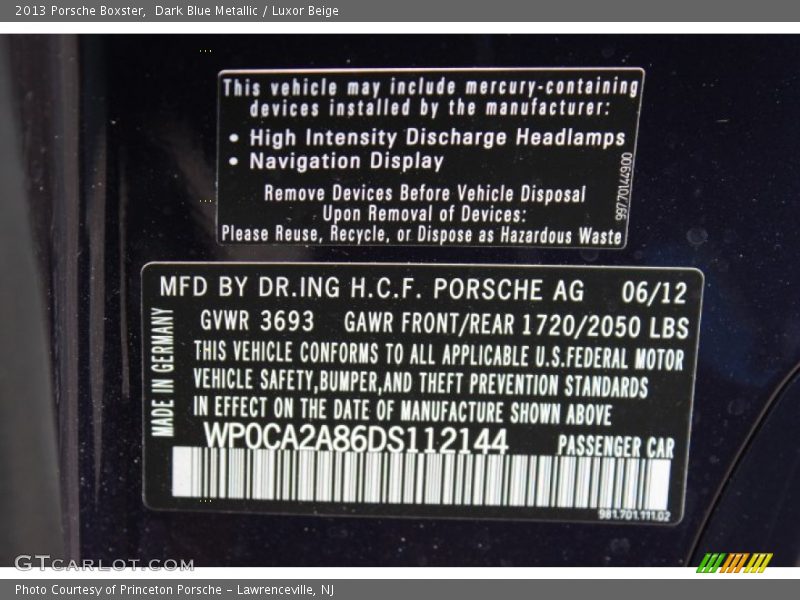 2013 Porsche Boxster,  Dark Blue Metallic / Luxor Beige
This vehicle may include mercury-containing
devices installed by the manufacturer:
• High Intensity Discharge Headlamps
• Navigation Display
Remove Devices Before Vehicle Disposal
Upon Removal of Devices:
Please Reuse, Recycle, or Dispose as Hazardous Waste
99770144900
MFD BY DR.ING H.C.F. PORSCHE AG 06/12
GVWR 3693 GAWR FRONT/REAR 1720/2050 LBS
MADE IN GERMANY
THIS VEHICLE CONFORMS TO ALL APPLICABLE U.S.FEDERAL MOTOR
VEHICLE SAFETY,BUMPER,AND THEFT PREVENTION STANDARDS
IN EFFECT ON THE DATE OF MANUFACTURE SHOWN ABOVE
WP0CA2A86DS112144 PASSENGER CAR
981.701.111.02
GTCARLOT.COM
Photo Courtesy of Princeton Porsche - Lawrenceville, NJ